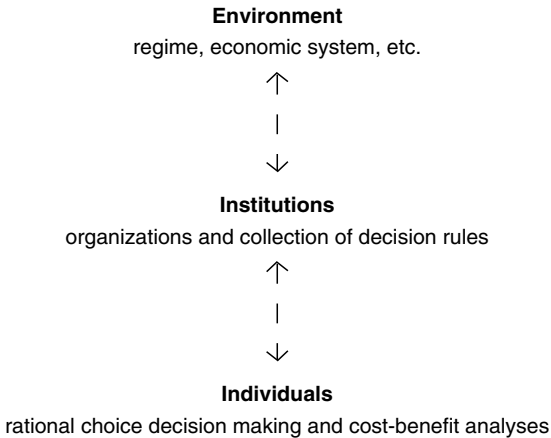 Environment
regime, economic system, etc.
Institutions
organizations and collection of decision rules
Individuals
rational choice decision making and cost-benefit analyses